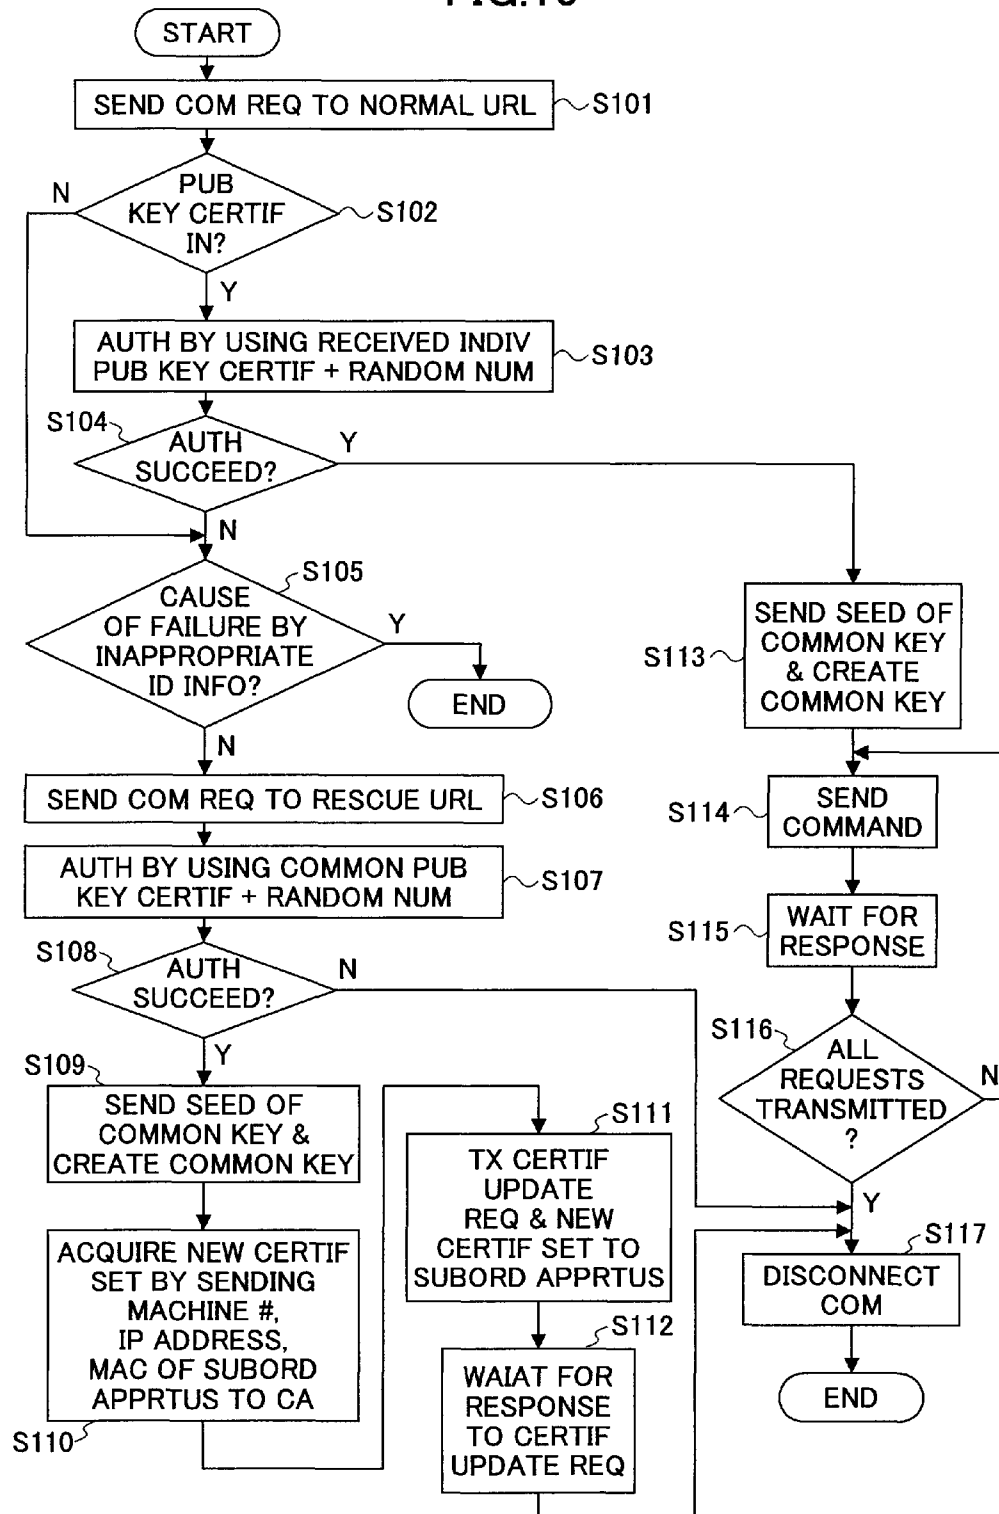 START
SEND COM REQ TO NORMAL URL
S101
PUB
KEY CERTIF
IN?
S102
N
Y
AUTH BY USING RECEIVED INDIV
PUB KEY CERTIF + RANDOM NUM
S103
S104
AUTH
SUCCEED?
Y
N
S105
CAUSE
OF FAILURE BY
INAPPROPRIATE
ID INFO?
Y
END
N
SEND COM REQ TO RESCUE URL
S106
AUTH BY USING COMMON PUB
KEY CERTIF + RANDOM NUM
S107
S108
AUTH
SUCCEED?
N
Y
S109
SEND SEED OF
COMMON KEY &
CREATE COMMON KEY
ACQUIRE NEW CERTIF
SET BY SENDING
MACHINE #,
IP ADDRESS,
MAC OF SUBORD
APPRTUS TO CA
S110
S111
TX CERTIF
UPDATE
REQ & NEW
CERTIF SET TO
SUBORD APPRTUS
S112
WAIAT FOR
RESPONSE
TO CERTIF
UPDATE REQ
S113
SEND SEED OF
COMMON KEY
& CREATE
COMMON KEY
S114
SEND
COMMAND
S115
WAIT FOR
RESPONSE
S116
ALL
REQUESTS
TRANSMITTED
?
N
Y
S117
DISCONNECT
COM
END